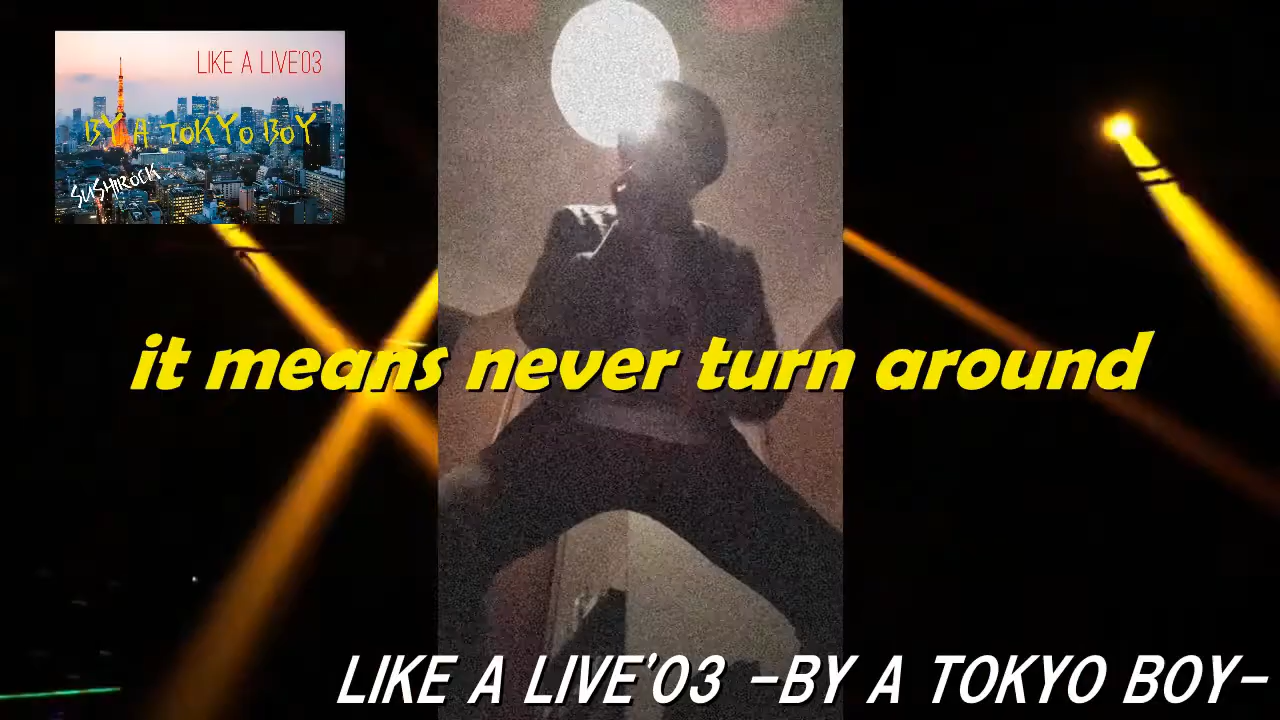 LIKE A LIVE'03
BY A TOKYO BOY
SUSHIROCK
it means never turn around
LIKE A LIVE'03 -BY A TOKYO BOY-